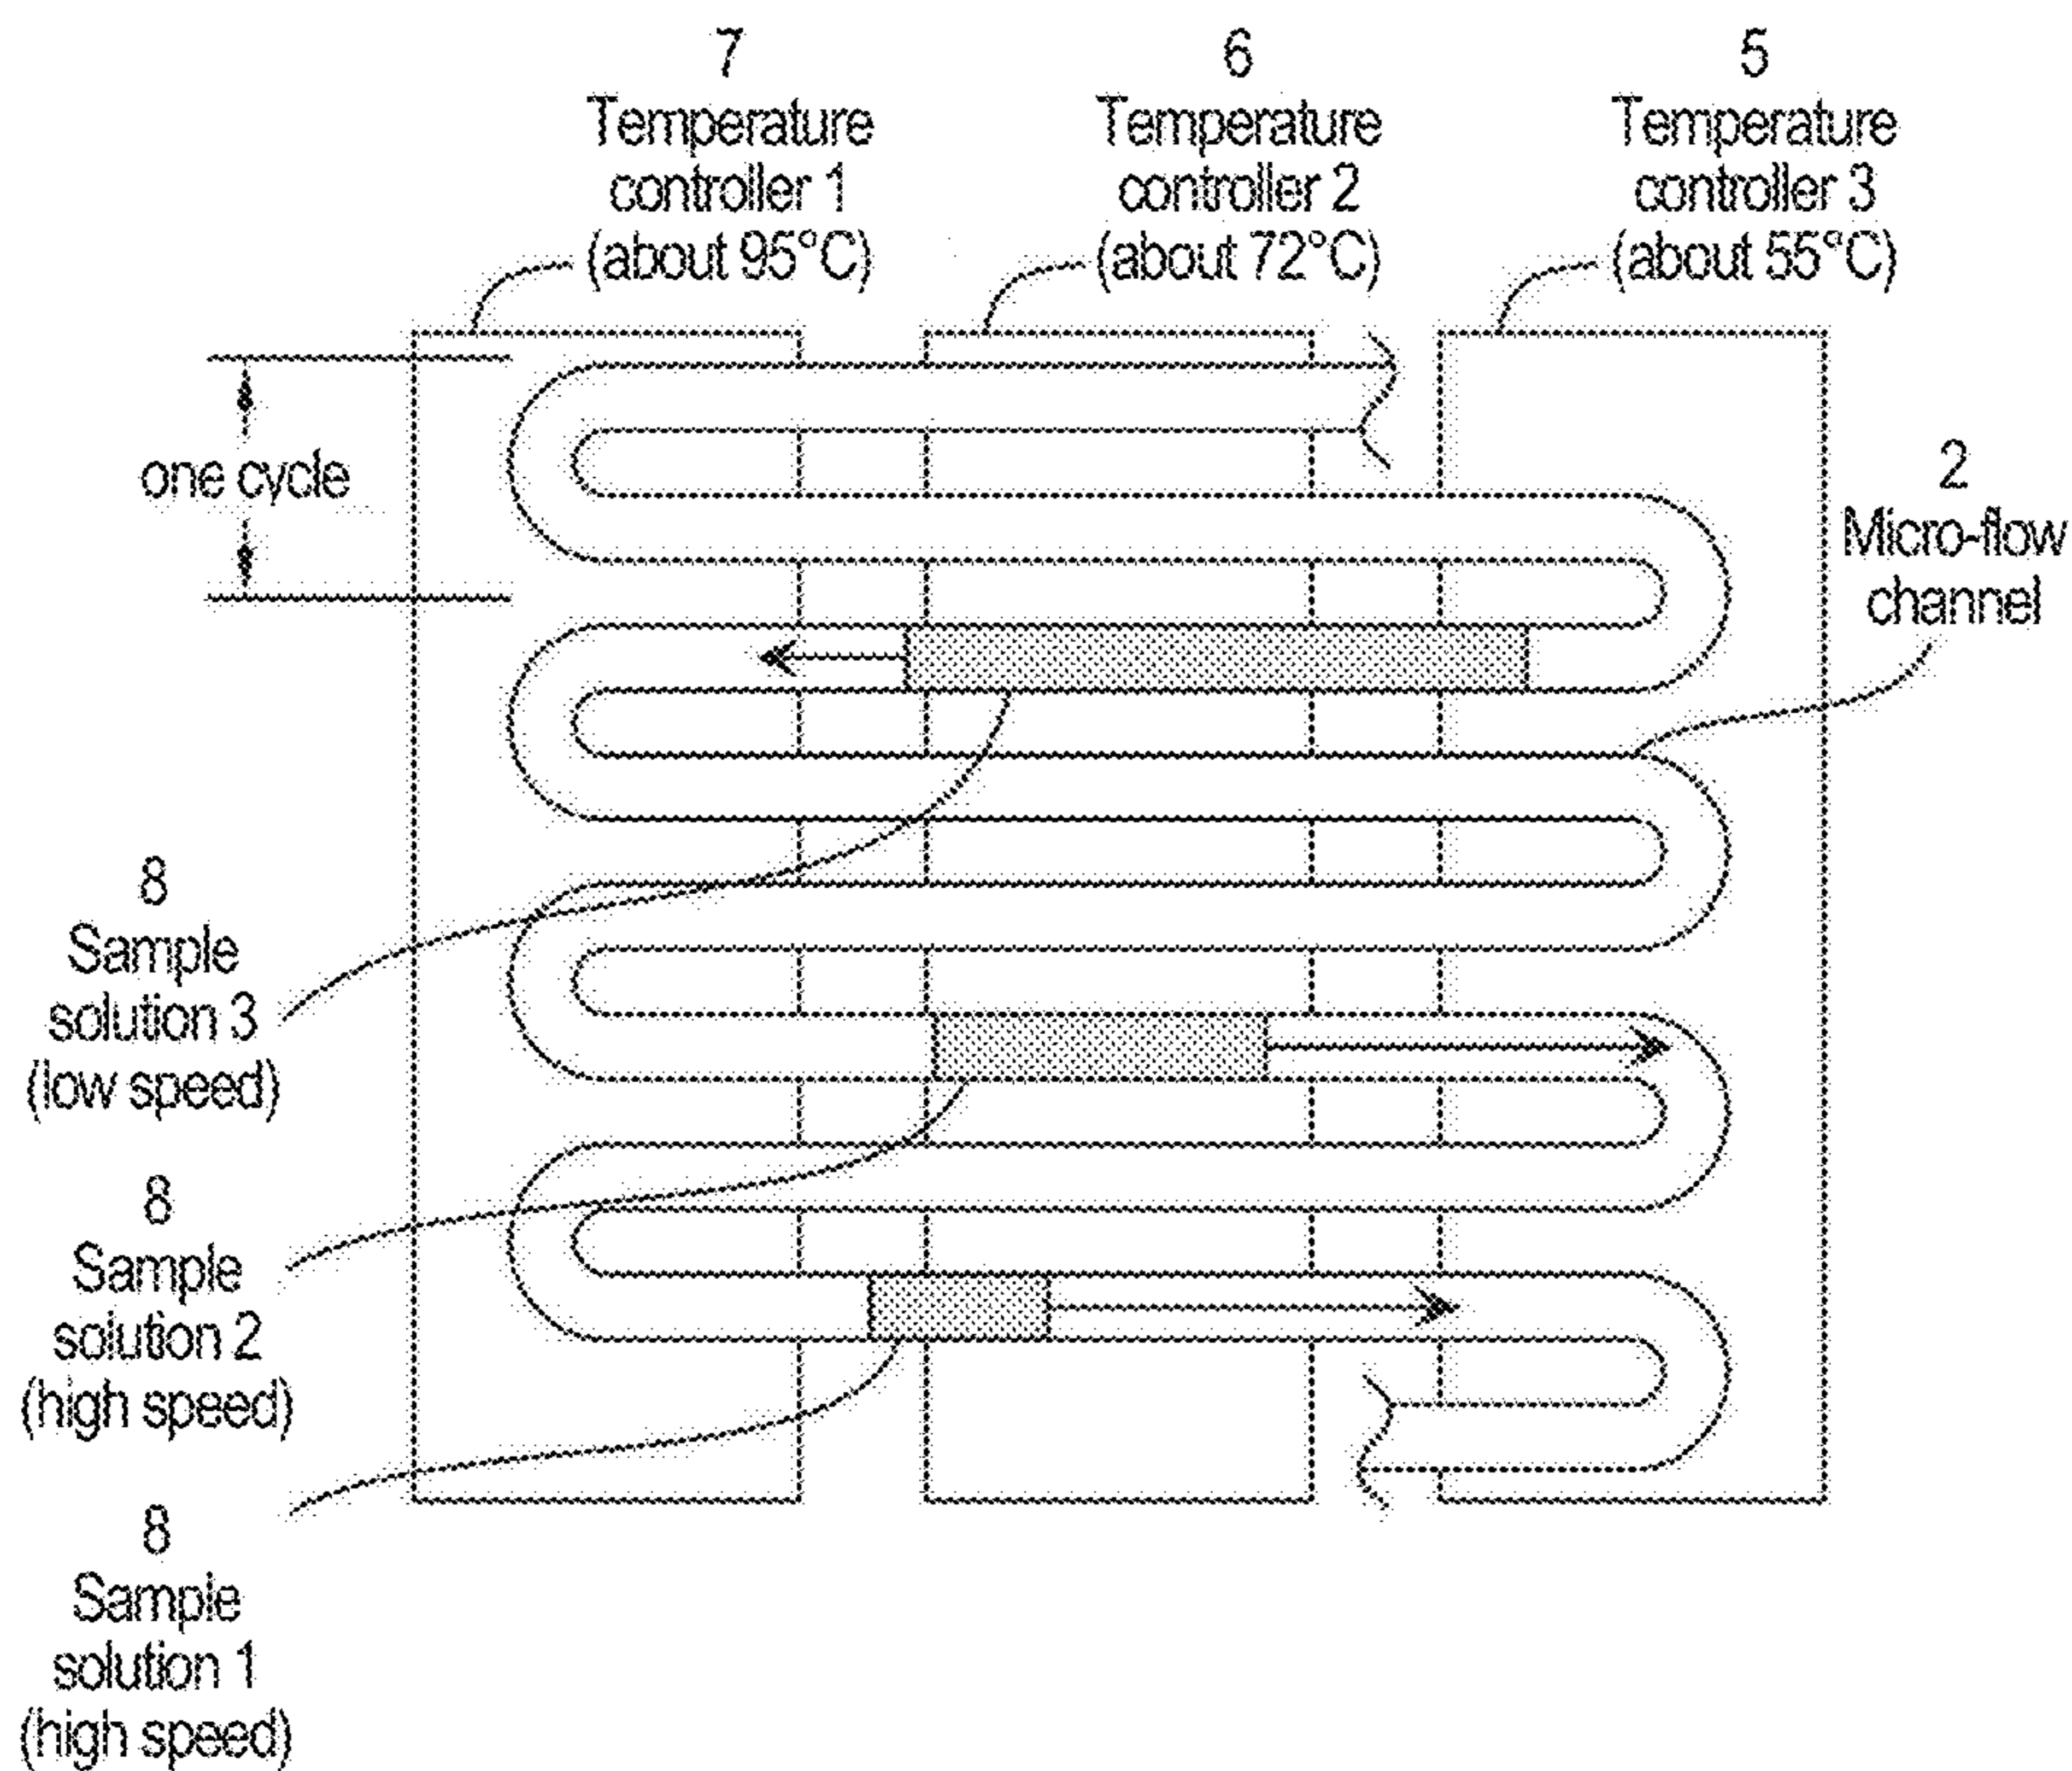 7
Temperature
controller 1
(about 95°C)
6
Temperature
controller 2
(about 72°C)
5
Temperature
controller 3
(about 55°C)
one cycle
2
Micro-flow
channel
8
Sample
solution 3
(low speed)
8
Sample
solution 2
(high speed)
8
Sample
solution 1
(high speed)